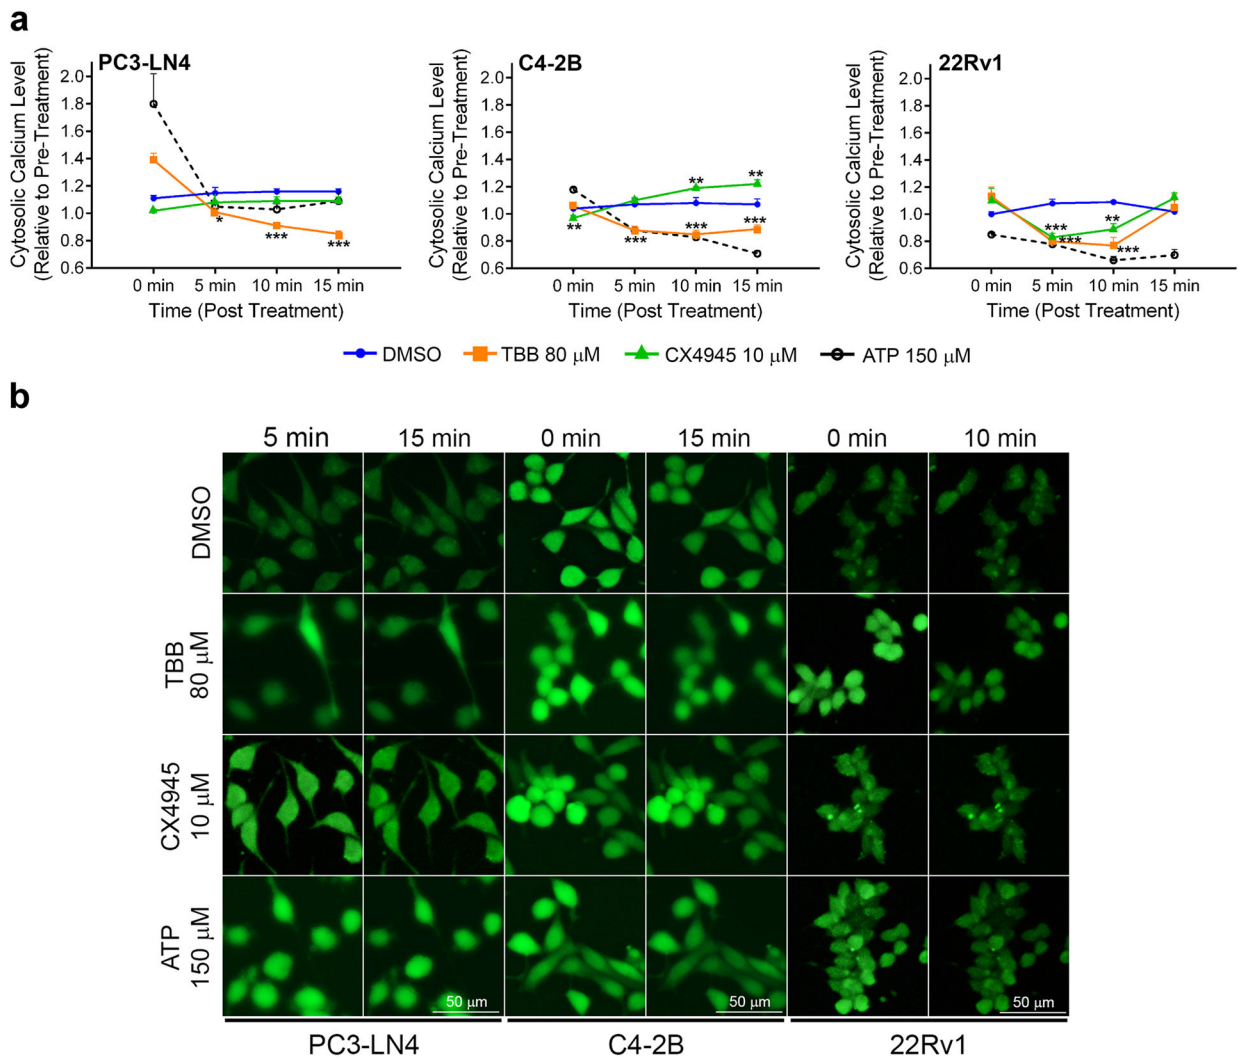 a
PC3-LN4
C4-2B
22Rv1
Cytosolic Calcium Level
(Relative to Pre-Treatment)
2.0
1.8
1.6
1.4
1.2
1.0
0.8
0.6
*
***
***
0 min
5 min
10 min
15 min
Time (Post Treatment)
Cytosolic Calcium Level
(Relative to Pre-Treatment)
2.0
1.8
1.6
1.4
1.2
1.0
0.8
0.6
**
***
**
***
**
***
0 min
5 min
10 min
15 min
Time (Post Treatment)
Cytosolic Calcium Level
(Relative to Pre-Treatment)
2.0
1.8
1.6
1.4
1.2
1.0
0.8
0.6
***
***
**
***
0 min
5 min
10 min
15 min
Time (Post Treatment)
DMSO
TBB 80 μM
CX4945 10 μM
ATP 150 μM
b
5 min
15 min
0 min
15 min
0 min
10 min
DMSO
TBB
80 μM
CX4945
10 μM
ATP
150 μM
50 μm
50 μm
50 μm
PC3-LN4
C4-2B
22Rv1